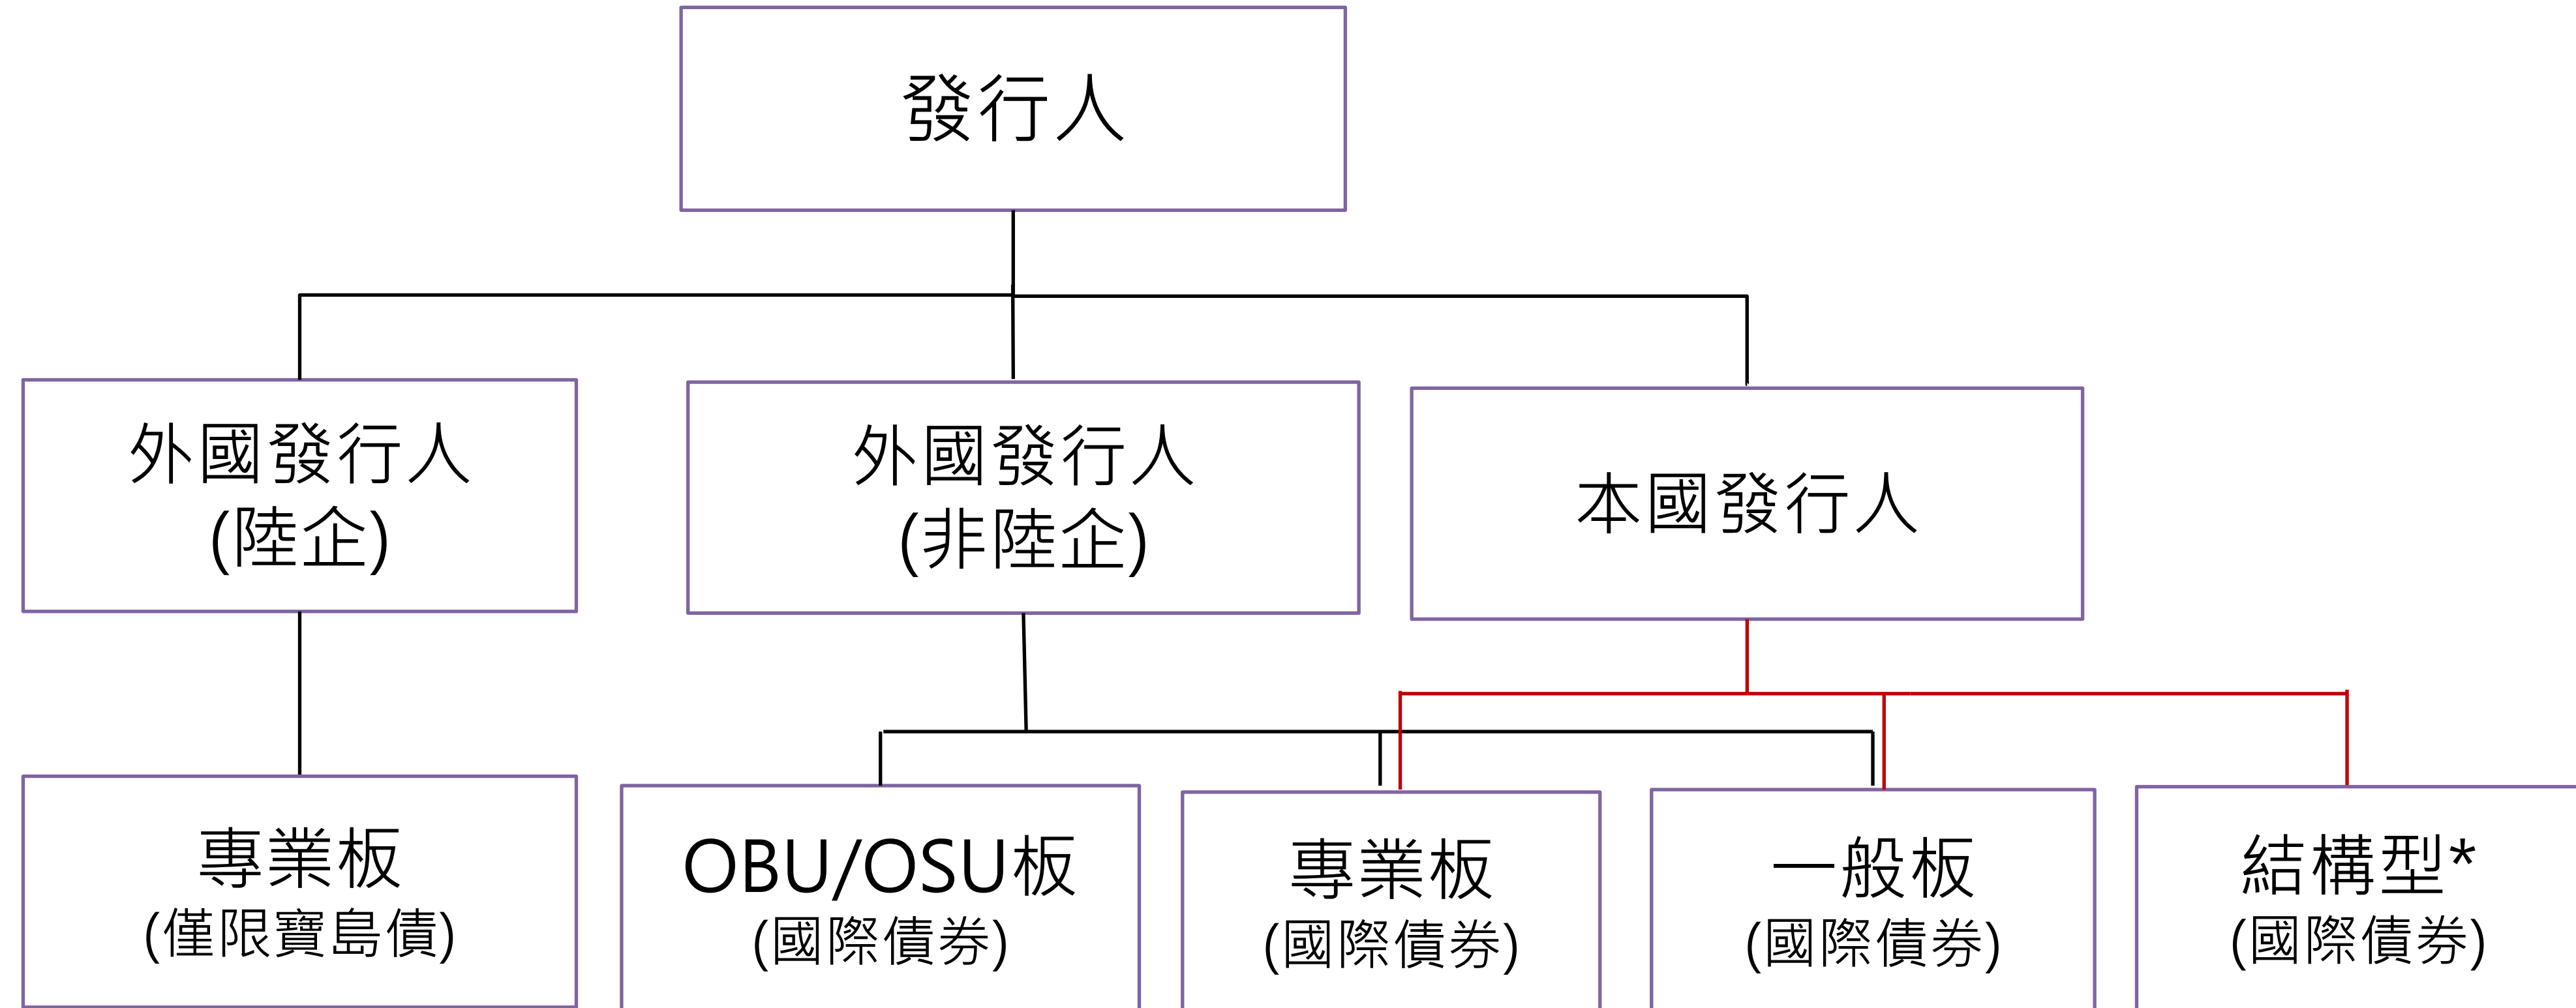 發行人
外國發行人
(陸企)
外國發行人
(非陸企)
本國發行人
專業板
(僅限寶島債)
OBU/OSU板
(國際債券)
專業板
(國際債券)
一般板
(國際債券)
結構型*
(國際債券)